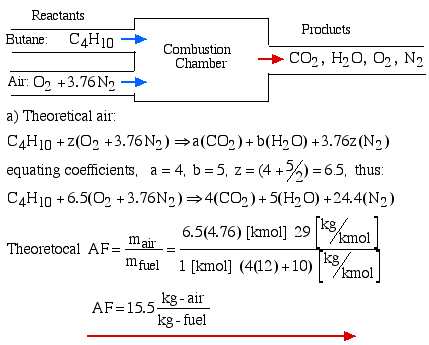 Reactants
Products
Butane: C4H10
Combustion
Chamber
CO2, H2O, O2, N2
Air: O2 + 3.76N2
a) Theoretical air:
C4H10 + z(O2 + 3.76N2) ⇒ a(CO2) + b(H2O) + 3.76z(N2)
equating coefficients, a = 4, b = 5, z = (4 + 5/2) = 6.5, thus:
C4H10 + 6.5(O2 + 3.76N2) ⇒ 4(CO2) + 5(H2O) + 24.4(N2)
Theoretocal AF = m_air / m_fuel = 6.5(4.76) [kmol] 29 [kg/kmol] / 1 [kmol] (4(12) + 10) [kg/kmol]
AF = 15.5 kg-air / kg-fuel